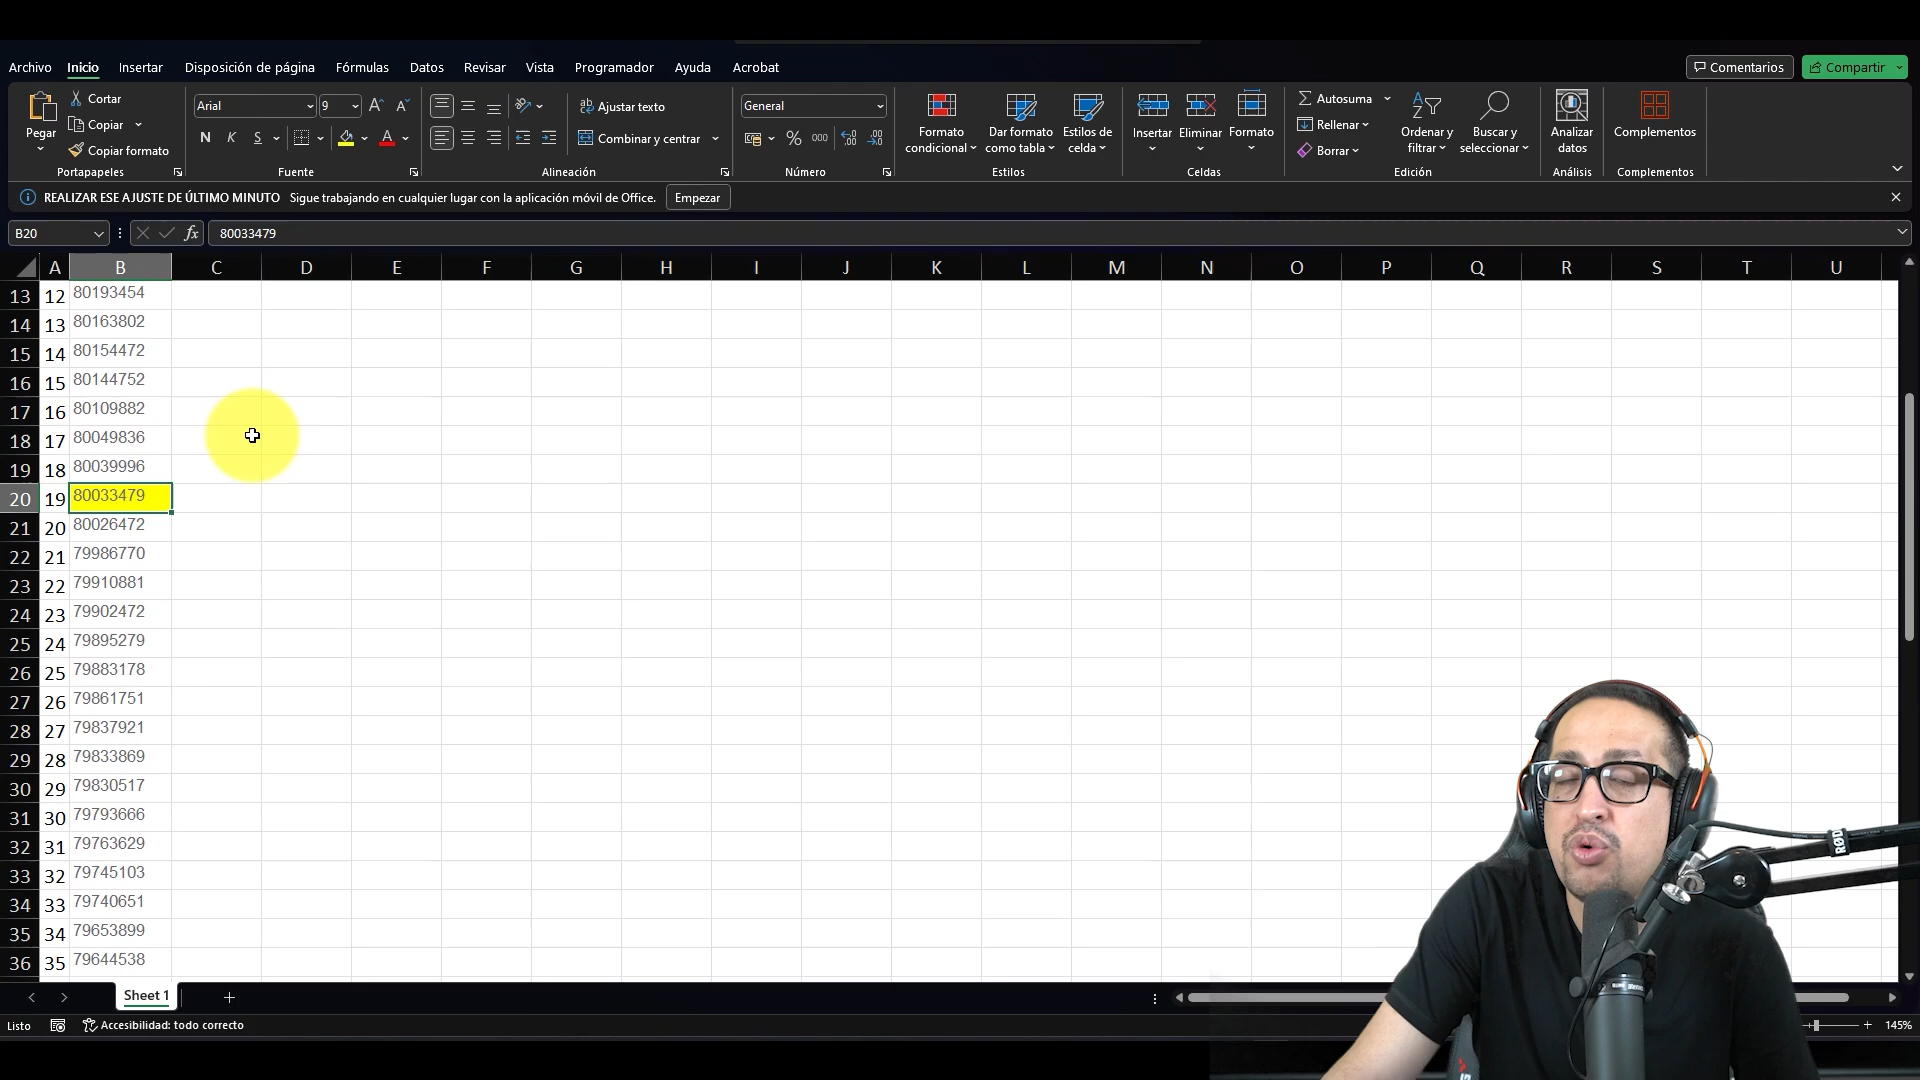 Archivo Inicio Insertar Disposición de página Fórmulas Datos Revisar Vista Programador Ayuda Acrobat Comentarios Compartir
Pegar Cortar Copiar Copiar formato Portapapeles
Arial 9 N K S Fuente
Ajustar texto Combinar y centrar Alineación
General % 000 Número
Formato condicional Dar formato como tabla Estilos de celda Estilos
Insertar Eliminar Formato Celdas
Autosuma Rellenar Borrar Ordenar y filtrar Buscar y seleccionar Edición
Analizar datos Análisis
Complementos Complementos
REALIZAR ESE AJUSTE DE ÚLTIMO MINUTO Sigue trabajando en cualquier lugar con la aplicación móvil de Office. Empezar
B20 fx 80033479
A B C D E F G H I J K L M N O P Q R S T U
13 12 80193454
14 13 80163802
15 14 80154472
16 15 80144752
17 16 80109882
18 17 80049836
19 18 80039996
20 19 80033479
21 20 80026472
22 21 79986770
23 22 79910881
24 23 79902472
25 24 79895279
26 25 79883178
27 26 79861751
28 27 79837921
29 28 79833869
30 29 79830517
31 30 79793666
32 31 79763629
33 32 79745103
34 33 79740651
35 34 79653899
36 35 79644538
RØDE
Sheet 1
Listo Accesibilidad: todo correcto 145%